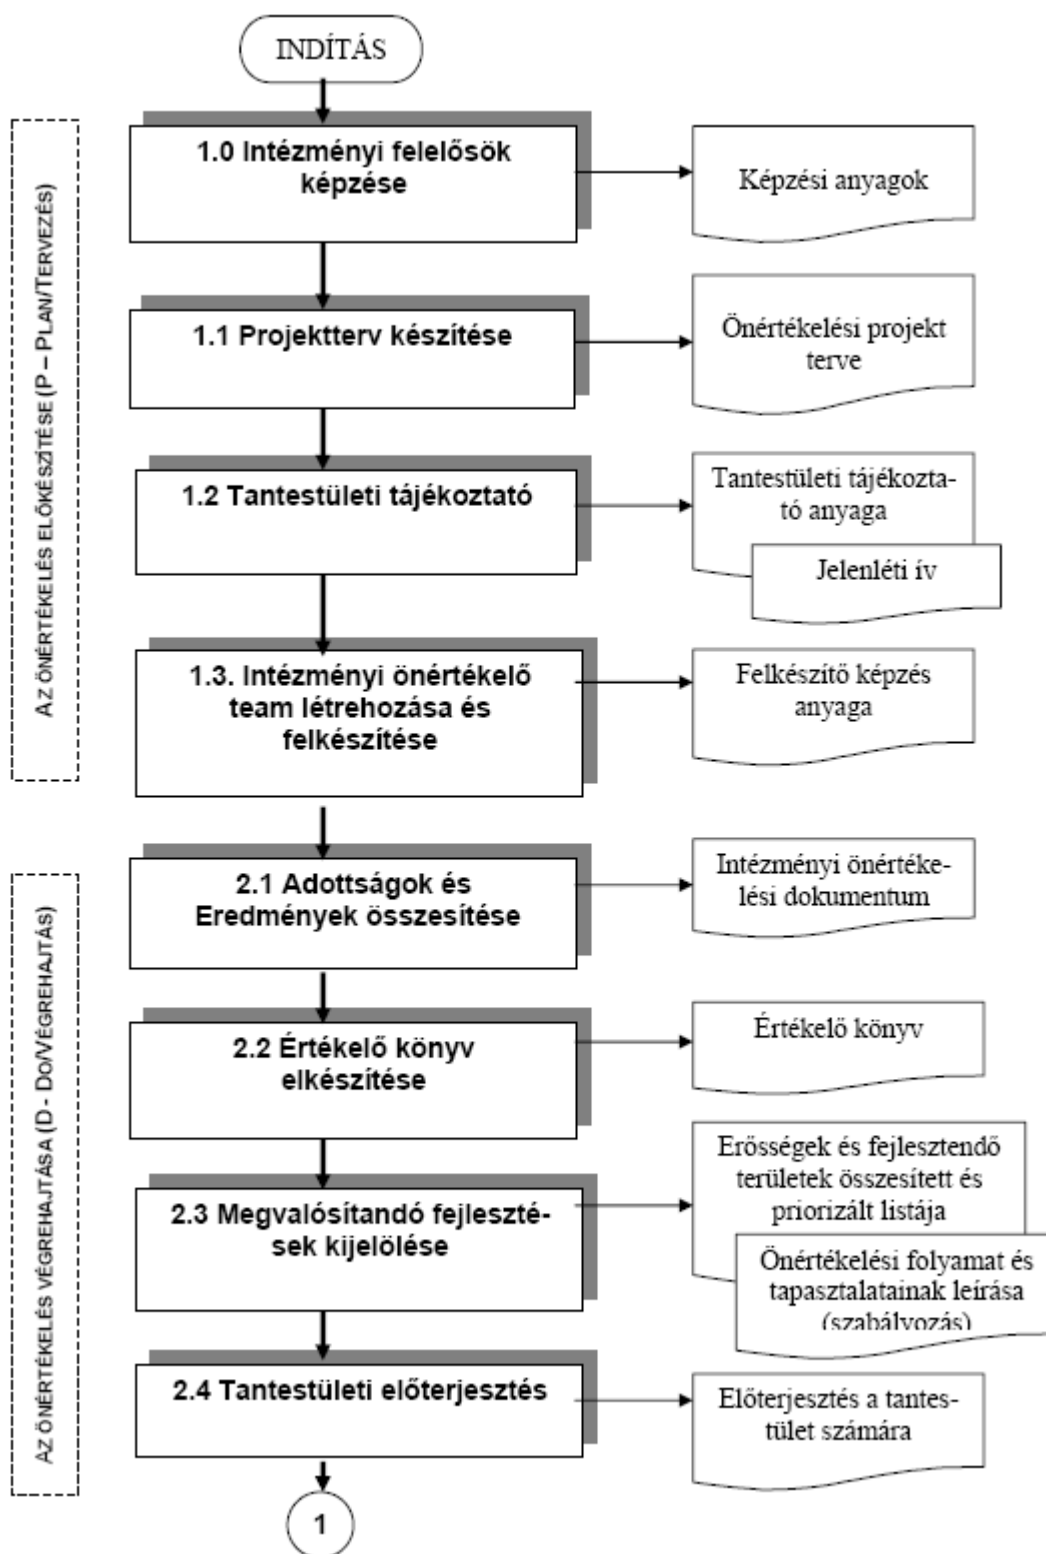 INDÍTÁS
AZ ÖNÉRTÉKELÉS ELŐKÉSZÍTÉSE (P – PLAN/TERVEZÉS)
1.0 Intézményi felelősök
képzése
Képzési anyagok
1.1 Projektterv készítése
Önértékelési projekt
terve
1.2 Tantestületi tájékoztató
Tantestületi tájékozta-
tó anyaga
Jelenléti ív
1.3. Intézményi önértékelő
team létrehozása és
felkészítése
Felkészítő képzés
anyaga
AZ ÖNÉRTÉKELÉS VÉGREHAJTÁSA (D - DO/VÉGREHAJTÁS)
2.1 Adottságok és
Eredmények összesítése
Intézményi önértéke-
lési dokumentum
2.2 Értékelő könyv
elkészítése
Értékelő könyv
2.3 Megvalósítandó fejleszté-
sek kijelölése
Erősségek és fejlesztendő
területek összesített és
priorizált listája
Önértékelési folyamat és
tapasztalatainak leírása
(szabályozás)
2.4 Tantestületi előterjesztés
Előterjesztés a tantes-
tület számára
1